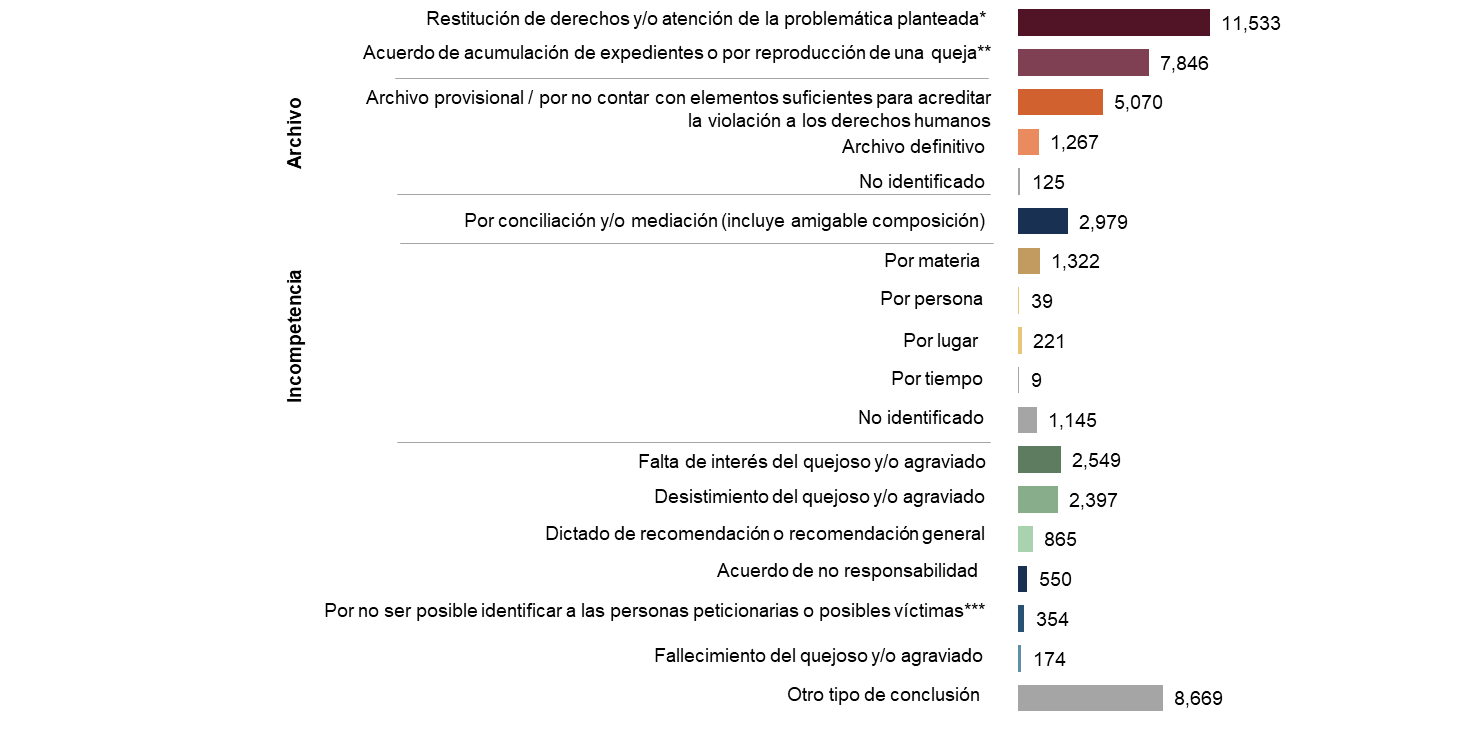 Restitución de derechos y/o atención de la problemática planteada* 11,533
Acuerdo de acumulación de expedientes o por reproducción de una queja** 7,846
Archivo
Archivo provisional / por no contar con elementos suficientes para acreditar
la violación a los derechos humanos 5,070
Archivo definitivo 1,267
No identificado 125
Por conciliación y/o mediación (incluye amigable composición) 2,979
Incompetencia
Por materia 1,322
Por persona 39
Por lugar 221
Por tiempo 9
No identificado 1,145
Falta de interés del quejoso y/o agraviado 2,549
Desistimiento del quejoso y/o agraviado 2,397
Dictado de recomendación o recomendación general 865
Acuerdo de no responsabilidad 550
Por no ser posible identificar a las personas peticionarias o posibles víctimas*** 354
Fallecimiento del quejoso y/o agraviado 174
Otro tipo de conclusión 8,669